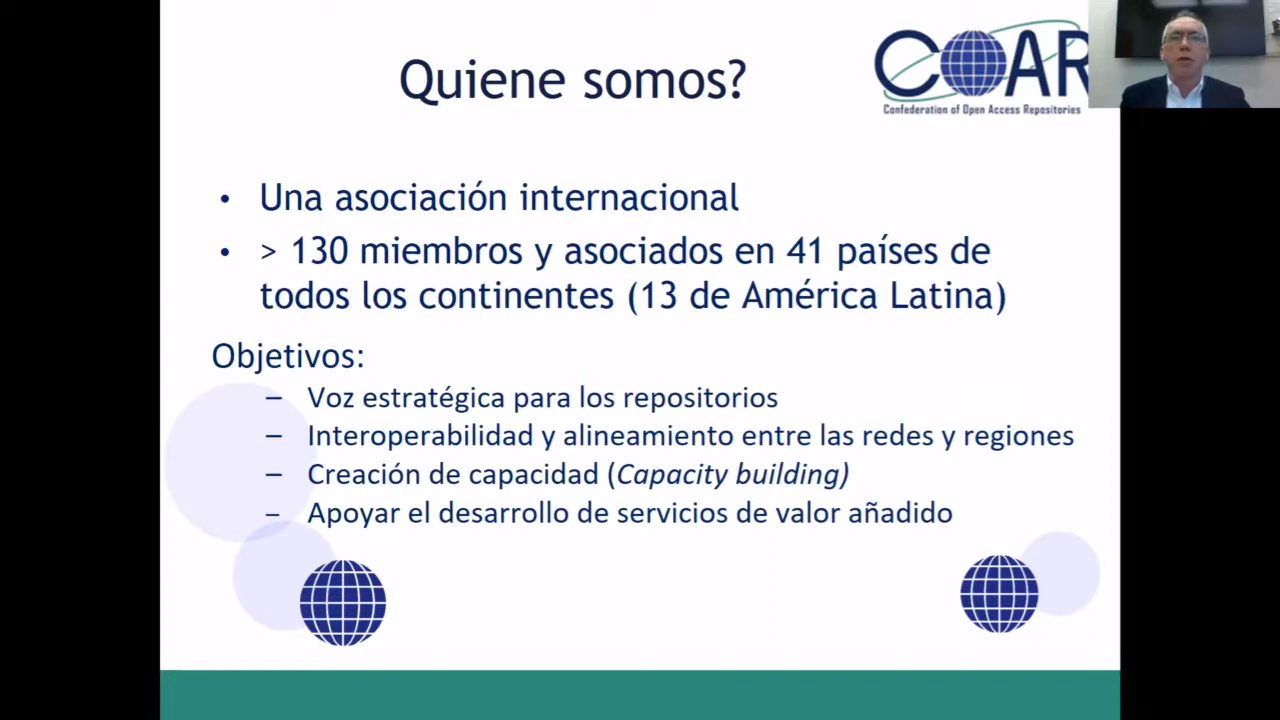 Quiene somos?
COAR
Confederation of Open Access Repositories
• Una asociación internacional
• > 130 miembros y asociados en 41 países de
todos los continentes (13 de América Latina)
Objetivos:
– Voz estratégica para los repositorios
– Interoperabilidad y alineamiento entre las redes y regiones
– Creación de capacidad (Capacity building)
– Apoyar el desarrollo de servicios de valor añadido